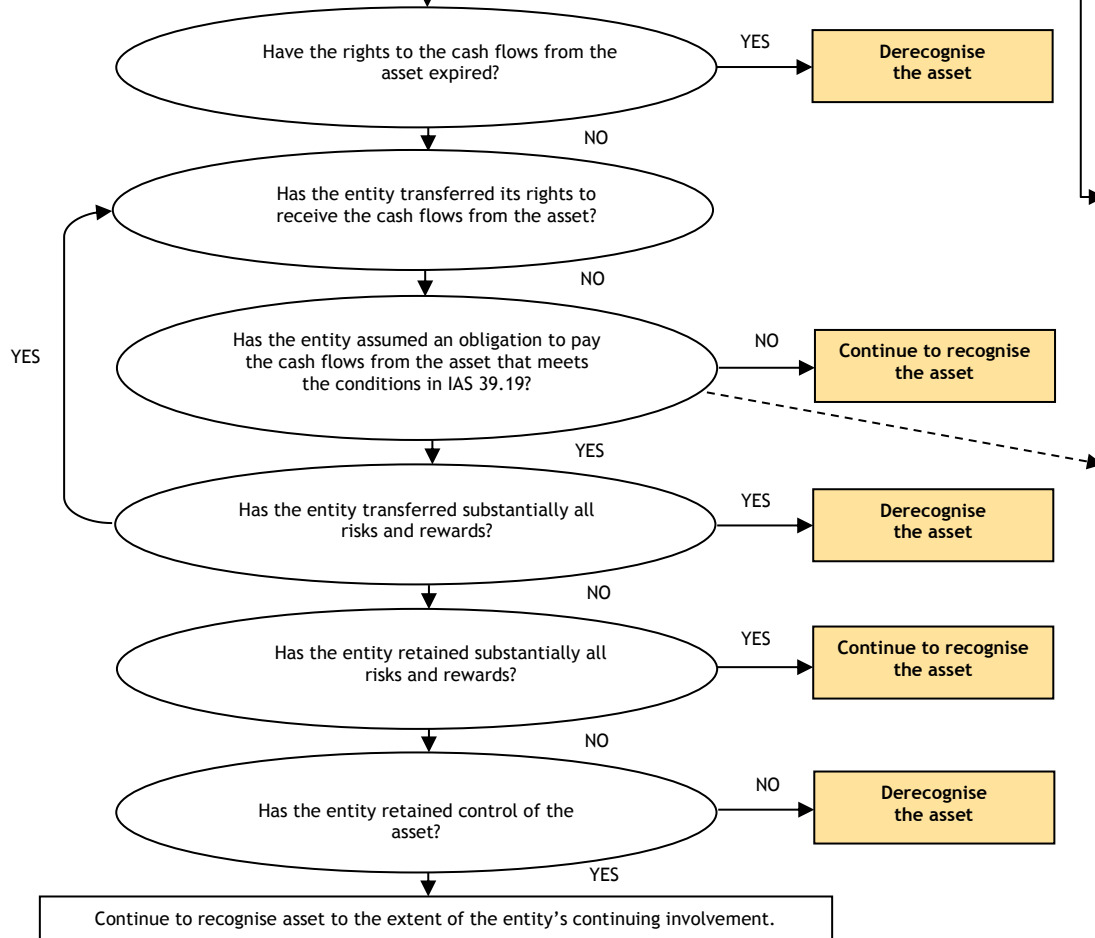 Have the rights to the cash flows from the
asset expired?
YES
Derecognise
the asset
NO
Has the entity transferred its rights to
receive the cash flows from the asset?
NO
Has the entity assumed an obligation to pay
the cash flows from the asset that meets
the conditions in IAS 39.19?
NO
Continue to recognise
the asset
YES
YES
Has the entity transferred substantially all
risks and rewards?
YES
Derecognise
the asset
NO
Has the entity retained substantially all
risks and rewards?
YES
Continue to recognise
the asset
NO
Has the entity retained control of the
asset?
NO
Derecognise
the asset
YES
Continue to recognise asset to the extent of the entity’s continuing involvement.